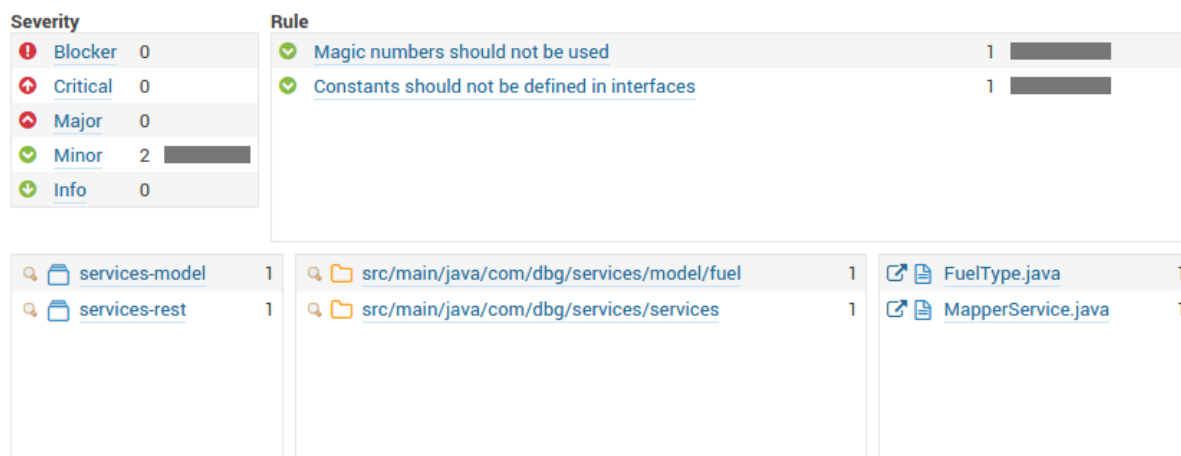 Severity
Rule
Blocker 0
Critical 0
Major 0
Minor 2
Info 0
Magic numbers should not be used 1
Constants should not be defined in interfaces 1
services-model 1
services-rest 1
src/main/java/com/dbg/services/model/fuel 1
src/main/java/com/dbg/services/services 1
FuelType.java 1
MapperService.java 1